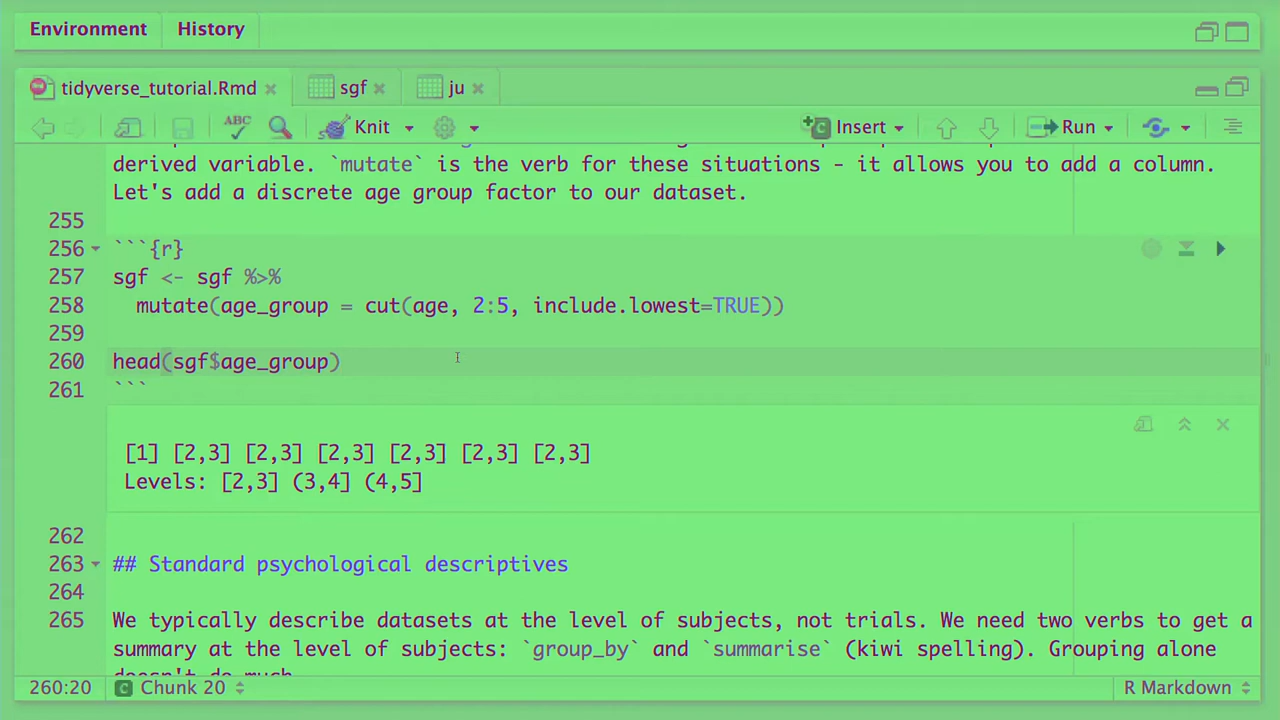 Environment History
tidyverse_tutorial.Rmd sgf ju
ABC Knit Insert Run
derived variable. `mutate` is the verb for these situations - it allows you to add a column.
Let's add a discrete age group factor to our dataset.
255
256 ```{r}
257 sgf <- sgf %>%
258 mutate(age_group = cut(age, 2:5, include.lowest=TRUE))
259
260 head(sgf$age_group)
261 ```
[1] [2,3] [2,3] [2,3] [2,3] [2,3] [2,3]
Levels: [2,3] (3,4] (4,5]
262
263 ## Standard psychological descriptives
264
265 We typically describe datasets at the level of subjects, not trials. We need two verbs to get a
summary at the level of subjects: `group_by` and `summarise` (kiwi spelling). Grouping alone
doesn't do much.
260:20 Chunk 20 R Markdown